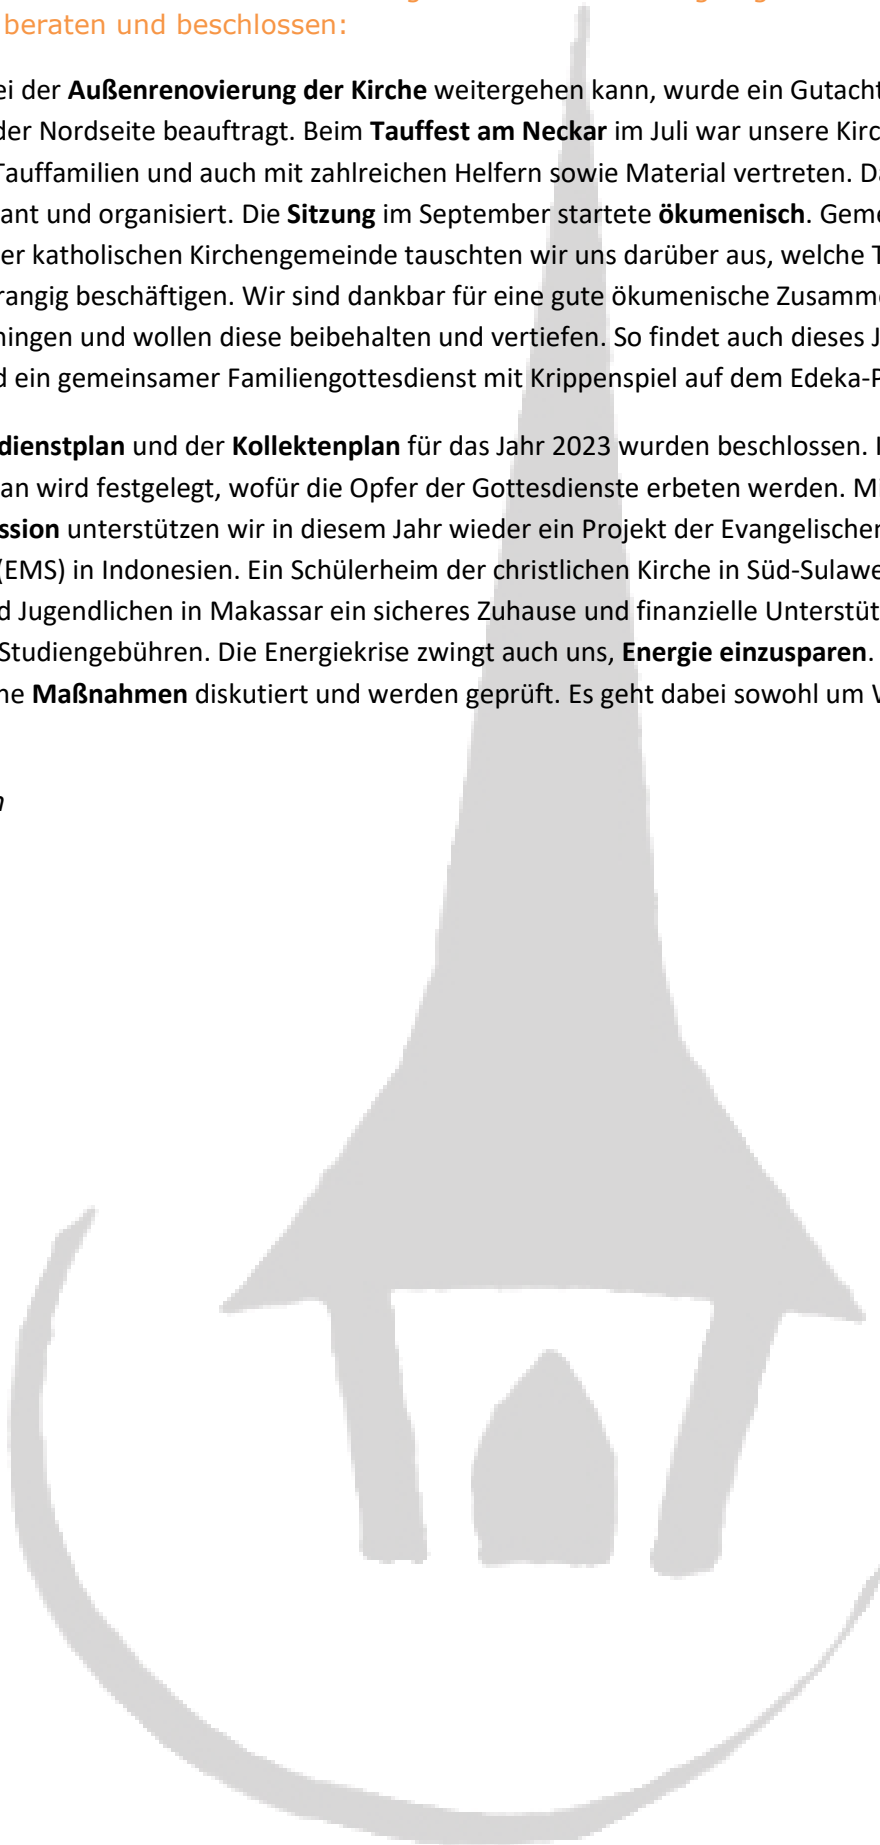 beraten und beschlossen:
ei der Außenrenovierung der Kirche weitergehen kann, wurde ein Gutacht
der Nordseite beauftragt. Beim Tauffest am Neckar im Juli war unsere Kirc
Tauffamilien und auch mit zahlreichen Helfern sowie Material vertreten. Da
ant und organisiert. Die Sitzung im September startete ökumenisch. Geme
er katholischen Kirchengemeinde tauschten wir uns darüber aus, welche T
rangig beschäftigen. Wir sind dankbar für eine gute ökumenische Zusamme
ningen und wollen diese beibehalten und vertiefen. So findet auch dieses J
d ein gemeinsamer Familiengottesdienst mit Krippenspiel auf dem Edeka-P
dienstplan und der Kollektenplan für das Jahr 2023 wurden beschlossen. I
an wird festgelegt, wofür die Opfer der Gottesdienste erbeten werden. Mi
ssion unterstützen wir in diesem Jahr wieder ein Projekt der Evangelischen
(EMS) in Indonesien. Ein Schülerheim der christlichen Kirche in Süd-Sulawe
d Jugendlichen in Makassar ein sicheres Zuhause und finanzielle Unterstüt
Studiengebühren. Die Energiekrise zwingt auch uns, Energie einzusparen.
ne Maßnahmen diskutiert und werden geprüft. Es geht dabei sowohl um W
n